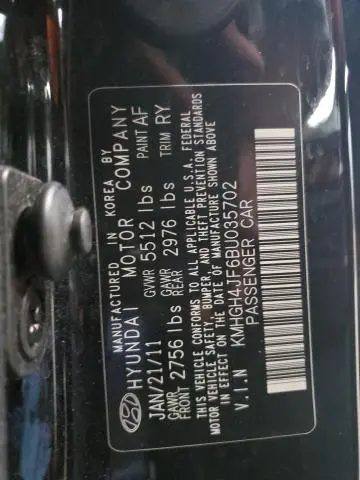 MANUFACTURED IN KOREA BY
HYUNDAI MOTOR COMPANY
JAN/21/11 GVWR 5512 lbs PAINT AF
GAWR FRONT 2756 lbs GAWR REAR 2976 lbs TRIM RY
THIS VEHICLE CONFORMS TO ALL APPLICABLE U.S.A. FEDERAL
MOTOR VEHICLE SAFETY, BUMPER, AND THEFT PREVENTION STANDARDS
IN EFFECT ON THE DATE OF MANUFACTURE SHOWN ABOVE
V.I.N KMHGH4JF6BU035702
PASSENGER CAR